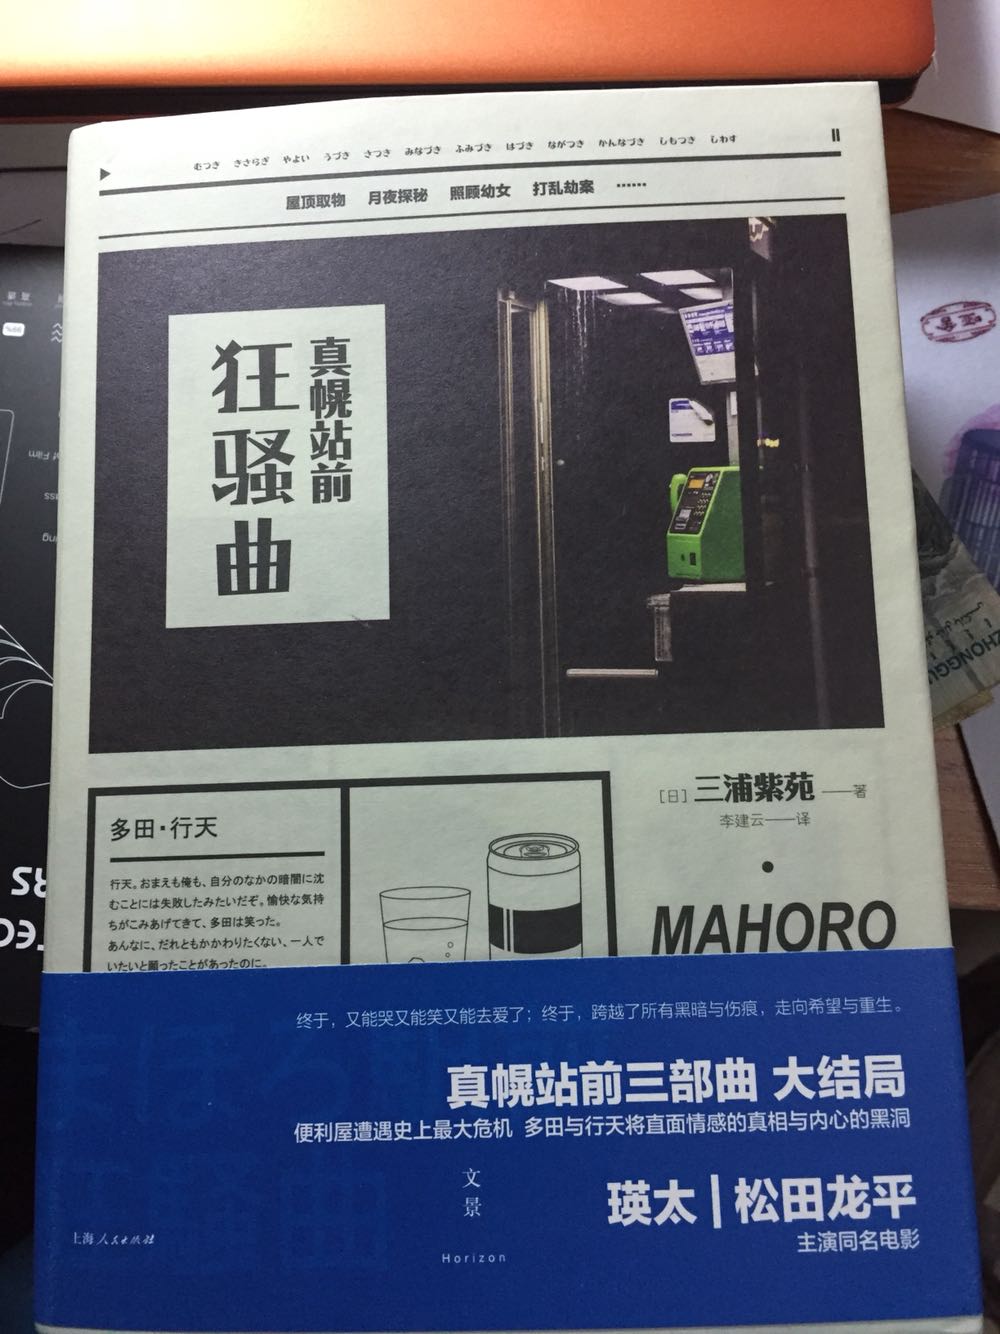 むつき きさらぎ やよい うづき さつき みなづき ふみづき はづき ながつき かんなづき しもつき しわす
屋顶取物 月夜探秘 照顾幼女 打乱劫案 ……
真幌站前
狂骚曲
[日]三浦紫苑——著
李建云——译
MAHORO
多田·行天
行天。おまえも俺も、自分のなかの暗闇に沈
むことには失敗したみたいだぞ。愉快な気持
ちがこみあげてきて、多田は笑った。
あんなに、だれともかかわりたくない、一人で
いたいと願ったことがあったのに。
终于，又能哭又能笑又能去爱了；终于，跨越了所有黑暗与伤痕，走向希望与重生。
真幌站前三部曲 大结局
便利屋遭遇史上最大危机 多田与行天将直面情感的真相与内心的黑洞
文景
Horizon
瑛太|松田龙平
主演同名电影
上海人民出版社
ZHONGGU